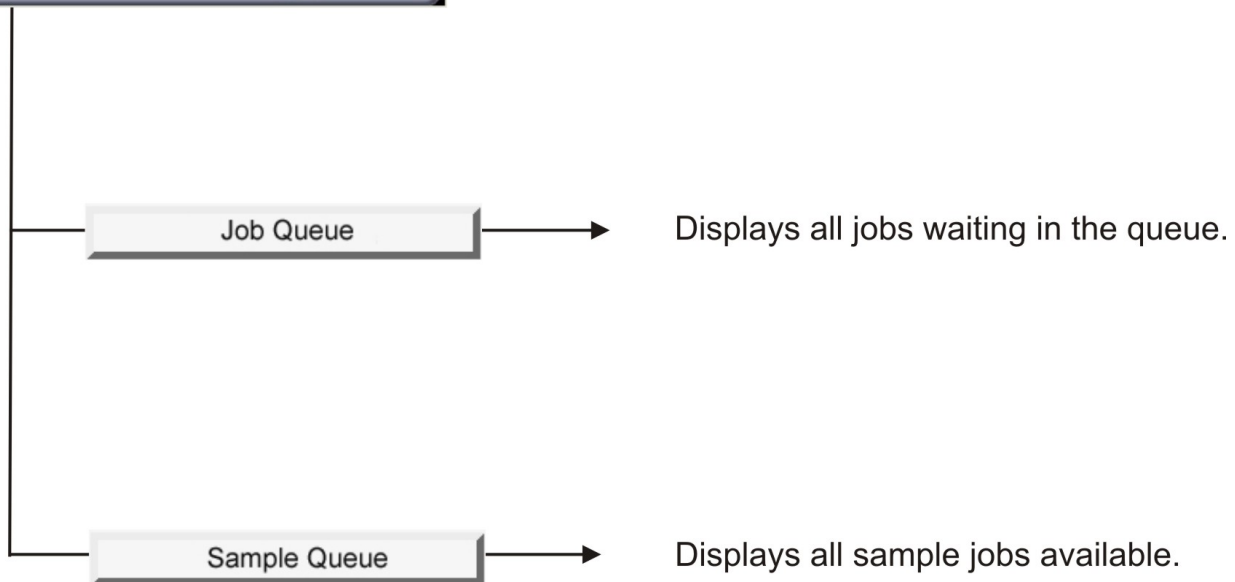 Job Queue
Displays all jobs waiting in the queue.
Sample Queue
Displays all sample jobs available.